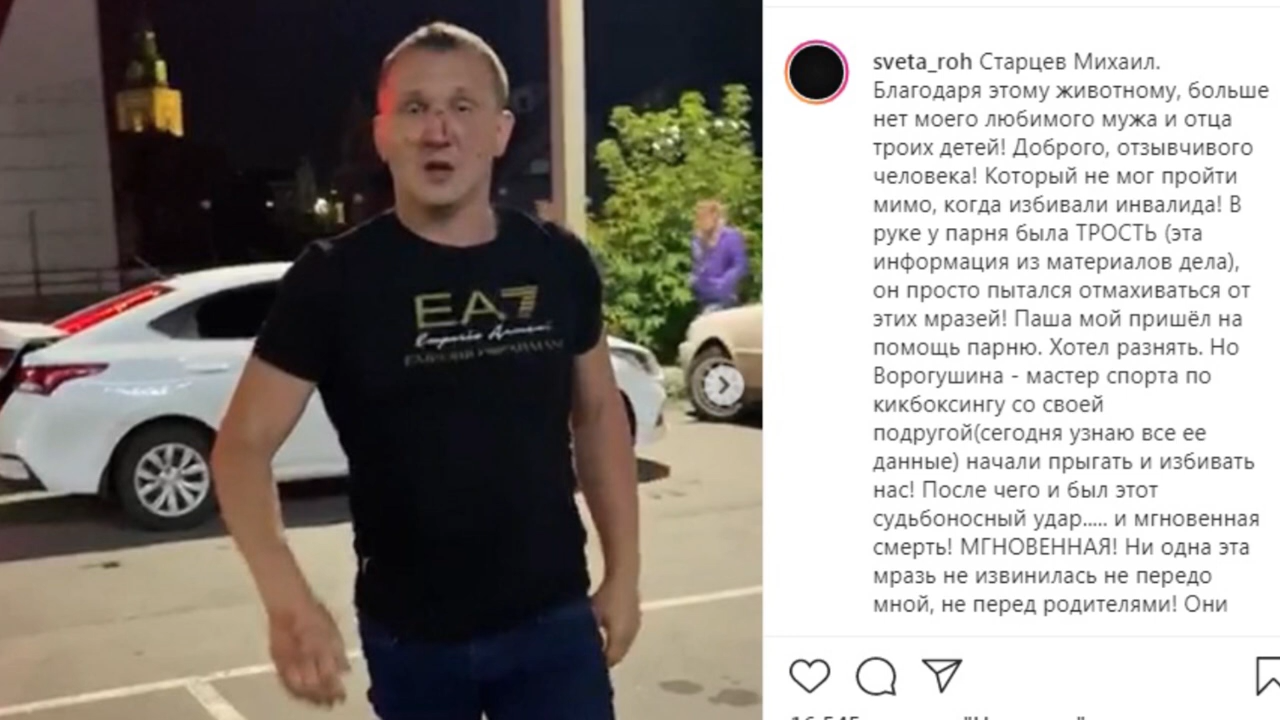 EA7
Emporio Armani
sveta_roh Старцев Михаил.
Благодаря этому животному, больше
нет моего любимого мужа и отца
троих детей! Доброго, отзывчивого
человека! Который не мог пройти
мимо, когда избивали инвалида! В
руке у парня была ТРОСТЬ (эта
информация из материалов дела),
он просто пытался отмахиваться от
этих мразей! Паша мой пришёл на
помощь парню. Хотел разнять. Но
Ворогушина - мастер спорта по
кикбоксингу со своей
подругой(сегодня узнаю все ее
данные) начали прыгать и избивать
нас! После чего и был этот
судьбоносный удар..... и мгновенная
смерть! МГНОВЕННАЯ! Ни одна эта
мразь не извинилась не передо
мной, не перед родителями! Они